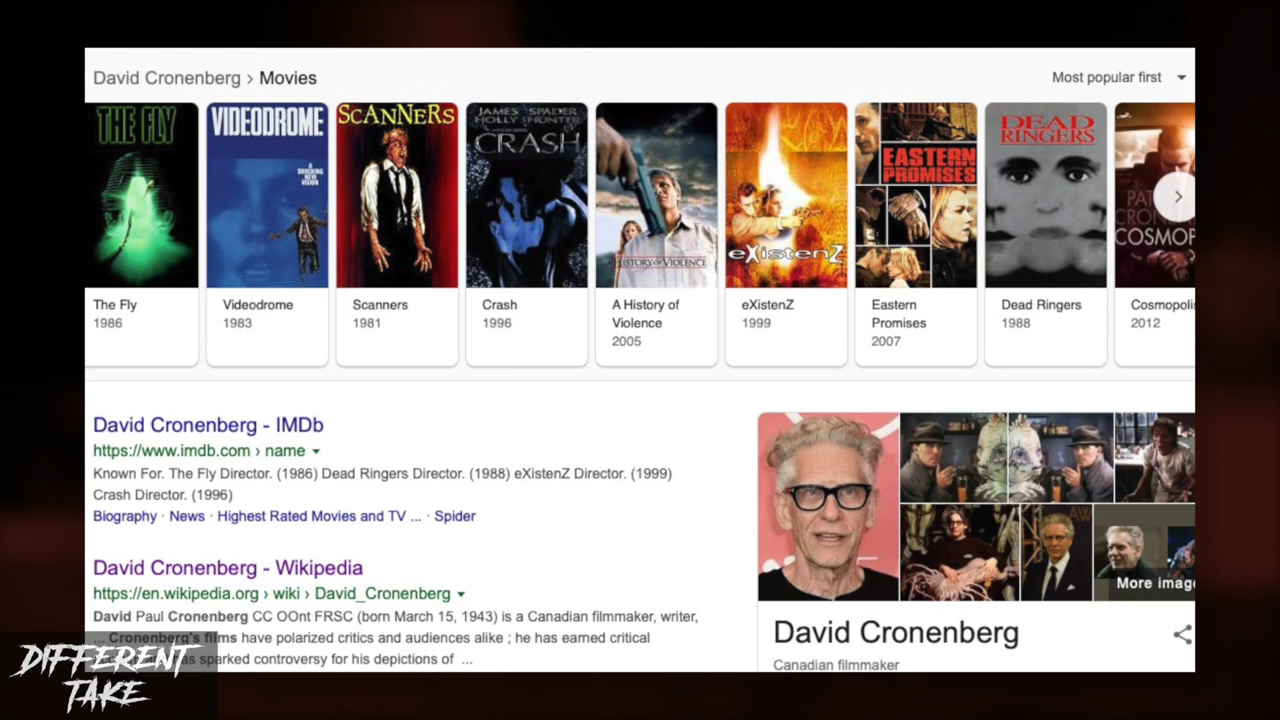 David Cronenberg › Movies
Most popular first
THE FLY
VIDEODROME
A SHOCKING NEW VISION
SCANNERS
JAMES SPADER
HOLLY HUNTER
CRASH
HISTORY OF VIOLENCE
eXistenZ
EASTERN PROMISES
DEAD RINGERS
COSMOP
The Fly
1986
Videodrome
1983
Scanners
1981
Crash
1996
A History of
Violence
2005
eXistenZ
1999
Eastern
Promises
2007
Dead Ringers
1988
Cosmopolis
2012
David Cronenberg - IMDb
https://www.imdb.com › name
Known For. The Fly Director. (1986) Dead Ringers Director. (1988) eXistenZ Director. (1999)
Crash Director. (1996)
Biography · News · Highest Rated Movies and TV ... · Spider
David Cronenberg - Wikipedia
https://en.wikipedia.org › wiki › David_Cronenberg
David Paul Cronenberg CC OOnt FRSC (born March 15, 1943) is a Canadian filmmaker, writer,
... Cronenberg's films have polarized critics and audiences alike ; he has earned critical
sparked controversy for his depictions of ...
More image
David Cronenberg
Canadian filmmaker
DIFFERENT
TAKE